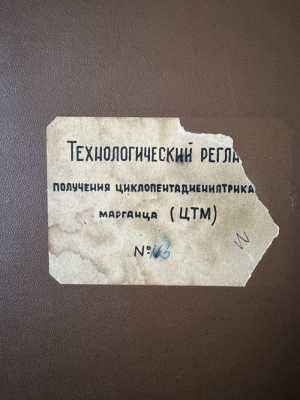 ТЕХНОЛОГИЧЕСКИЙ РЕГЛА
ПОЛУЧЕНИЯ ЦИКЛОПЕНТАДИЕНИЛТРИКА
МАРГАНЦА (ЦТМ)
№